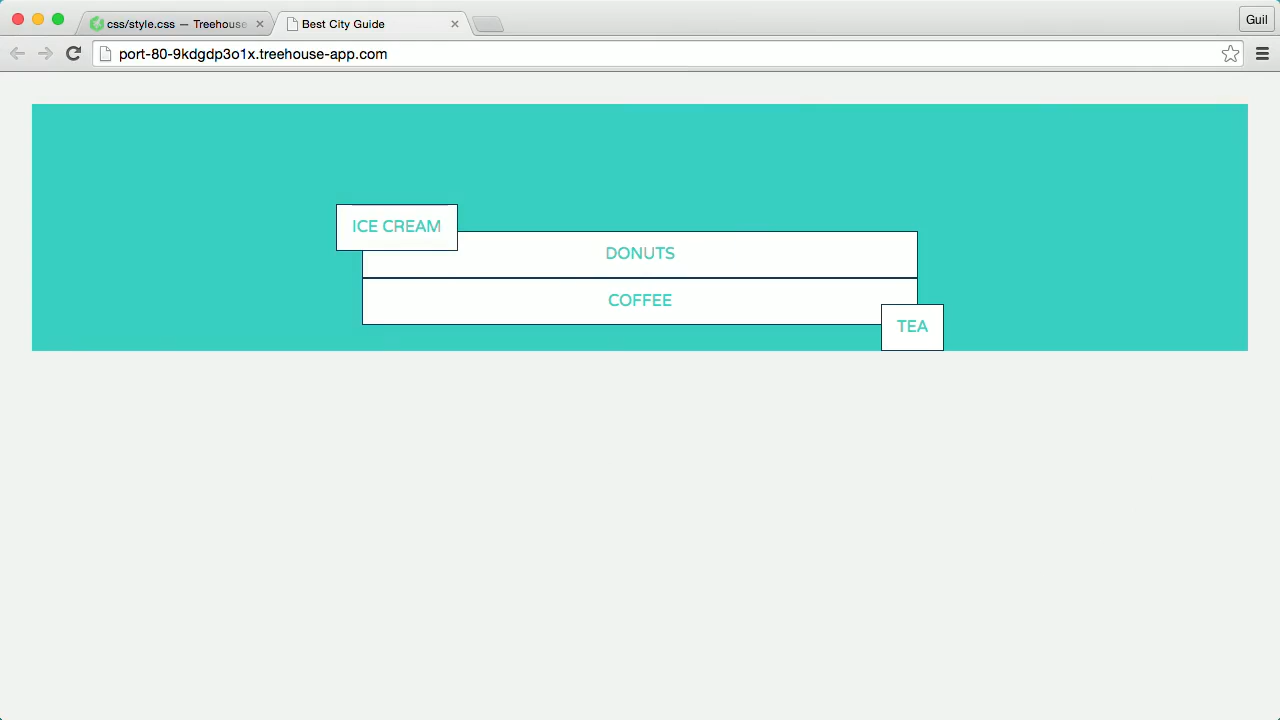 css/style.css — Treehouse
Best City Guide
Guil
port-80-9kdgdp3o1x.treehouse-app.com
ICE CREAM
DONUTS
COFFEE
TEA